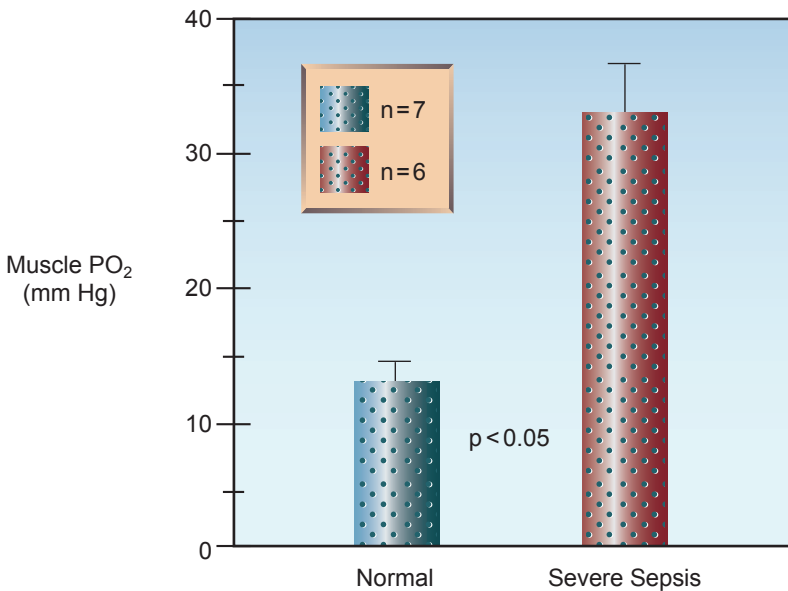 40
30
20
10
0
Muscle PO₂
(mm Hg)
n=7
n=6
p<0.05
Normal
Severe Sepsis